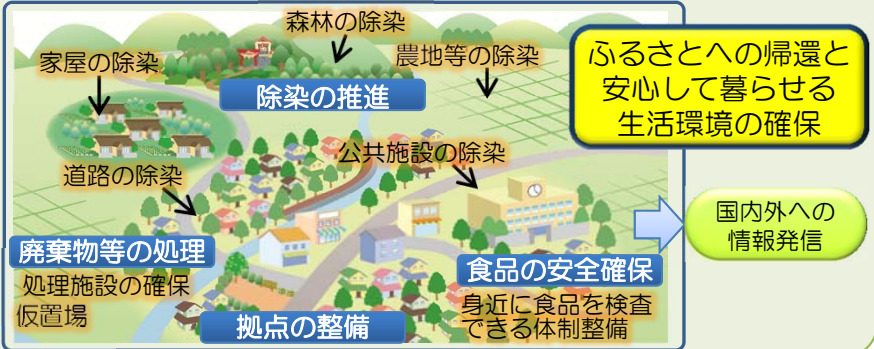 森林の除染
家屋の除染
農地等の除染
除染の推進
ふるさとへの帰還と
安心して暮らせる
生活環境の確保
公共施設の除染
道路の除染
国内外への
情報発信
廃棄物等の処理
処理施設の確保
仮置場
食品の安全確保
身近に食品を検査
できる体制整備
拠点の整備